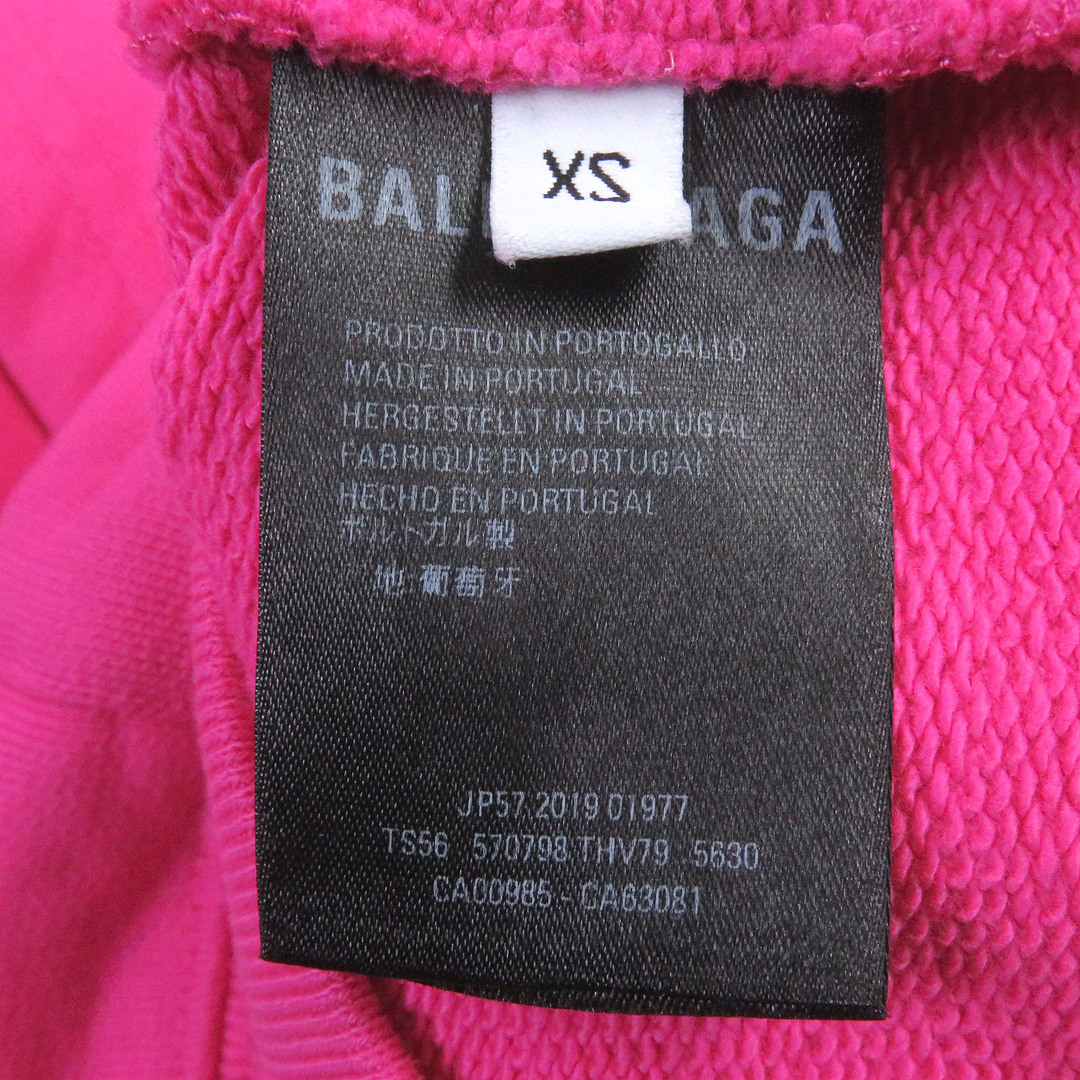 XS
BAL AGA
PRODOTTO IN PORTOGALLO
MADE IN PORTUGAL
HERGESTELLT IN PORTUGAL
FABRIQUE EN PORTUGAL
HECHO EN PORTUGAL
ポルトガル製
地:葡萄牙
JP57.2019 01977
TS56 570798 THV79 5630
CA00985 - CA63081